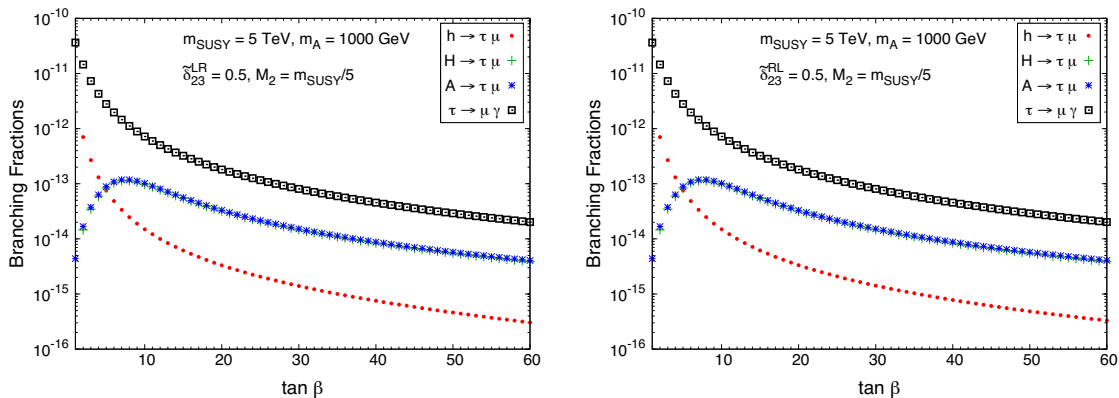 m_SUSY = 5 TeV, m_A = 1000 GeV
δ̃_23^LR = 0.5, M_2 = m_SUSY/5
h → τ μ
H → τ μ
A → τ μ
τ → μ γ
Branching Fractions
10^-10
10^-11
10^-12
10^-13
10^-14
10^-15
10^-16
10 20 30 40 50 60
tan β
m_SUSY = 5 TeV, m_A = 1000 GeV
δ̃_23^RL = 0.5, M_2 = m_SUSY/5
h → τ μ
H → τ μ
A → τ μ
τ → μ γ
Branching Fractions
10^-10
10^-11
10^-12
10^-13
10^-14
10^-15
10^-16
10 20 30 40 50 60
tan β